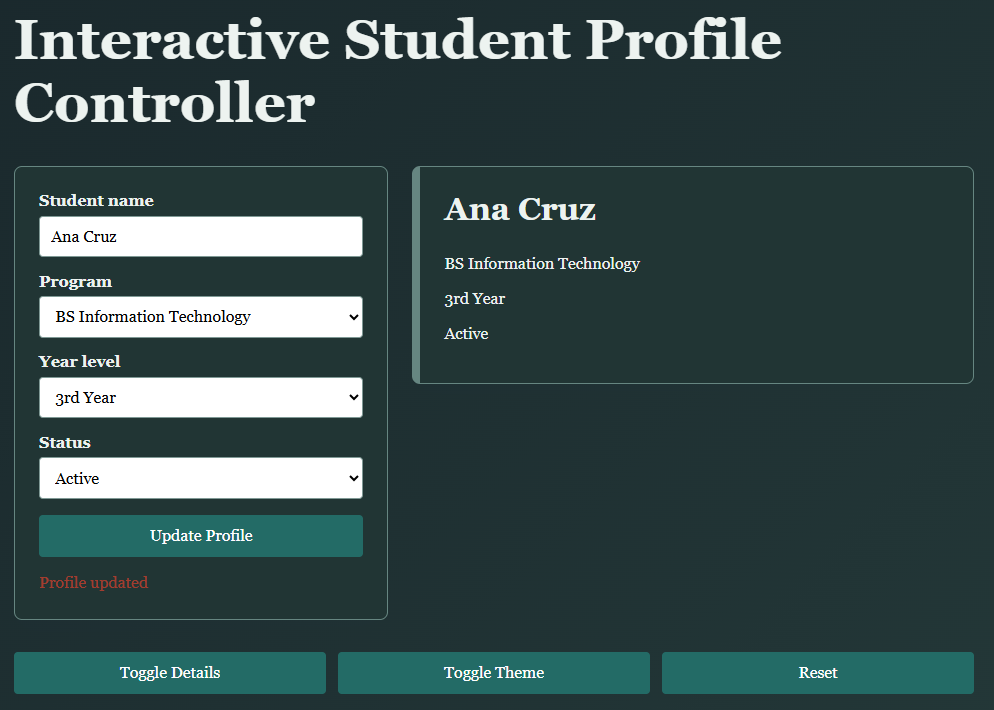 Interactive Student Profile
Controller
Student name
Ana Cruz
Program
BS Information Technology
Year level
3rd Year
Status
Active
Update Profile
Profile updated
Ana Cruz
BS Information Technology
3rd Year
Active
Toggle Details
Toggle Theme
Reset